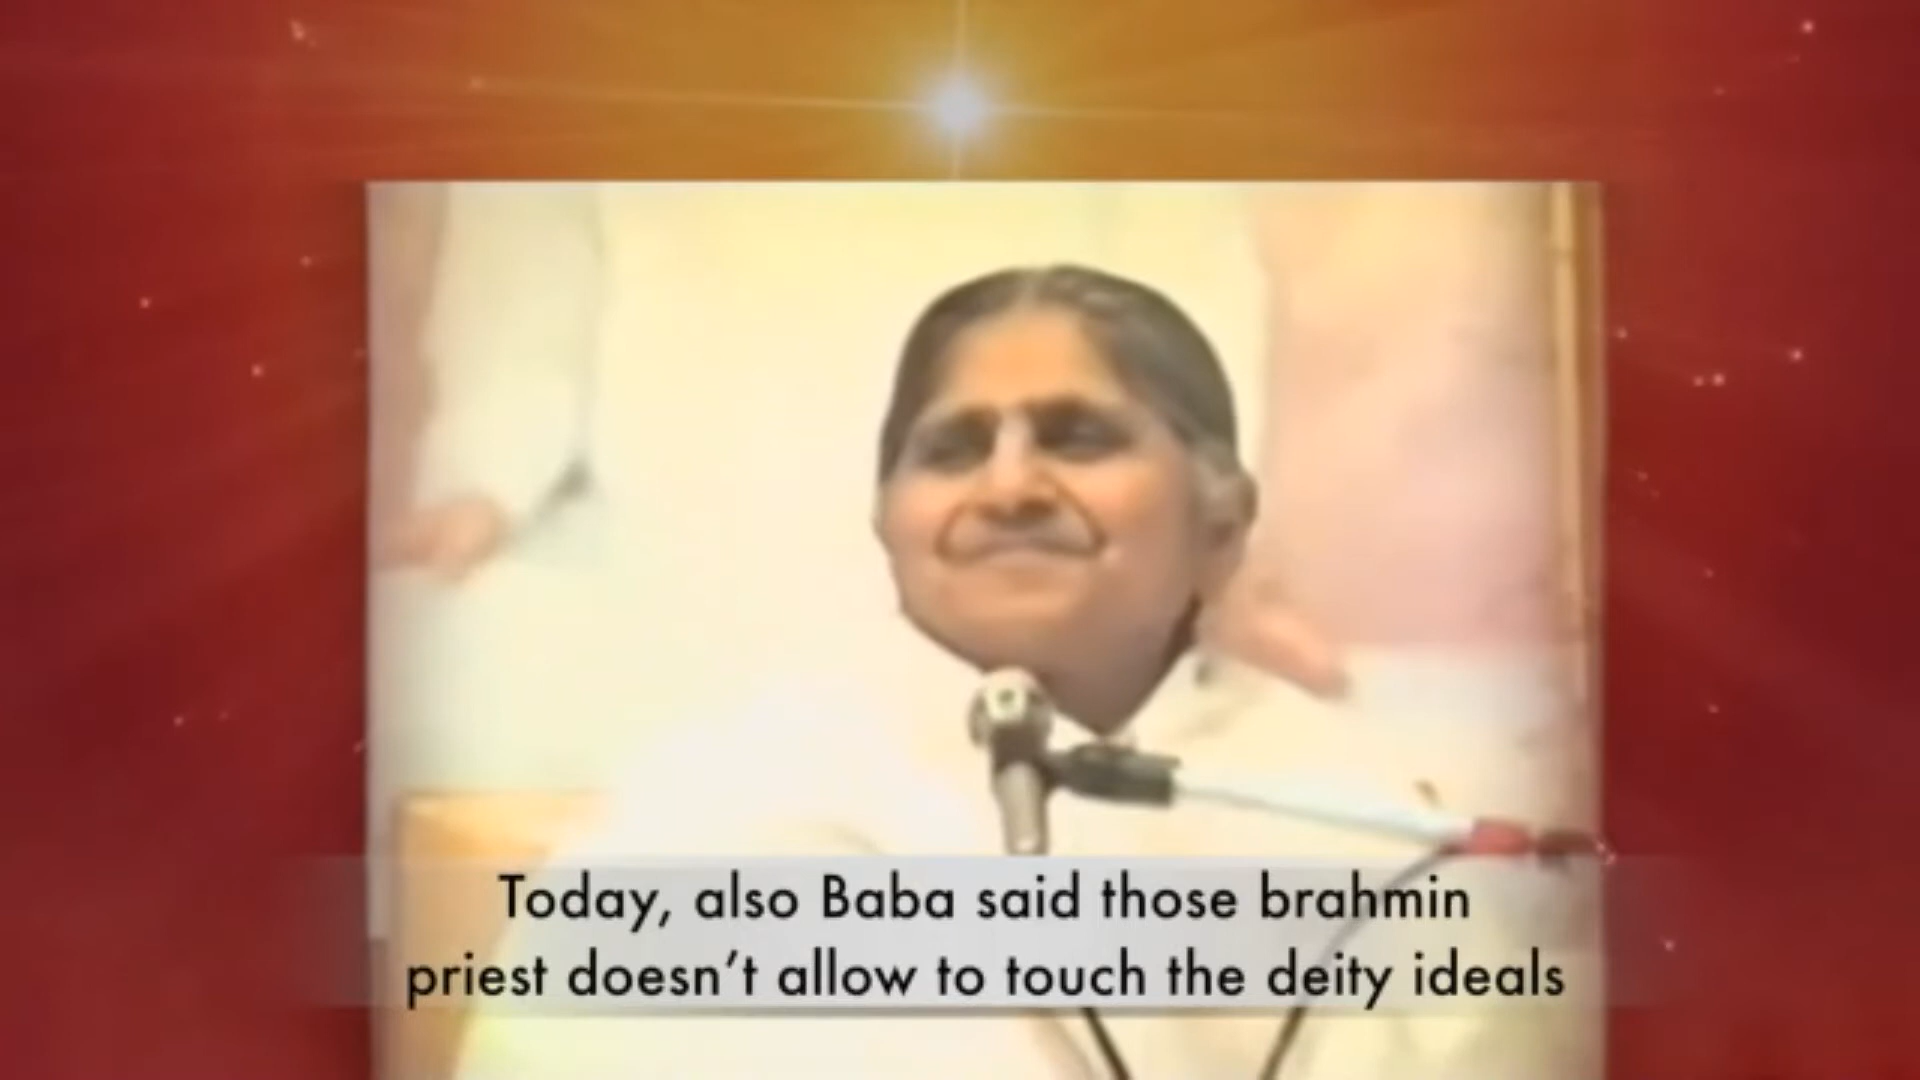 Today, also Baba said those brahmin
priest doesn’t allow to touch the deity ideals